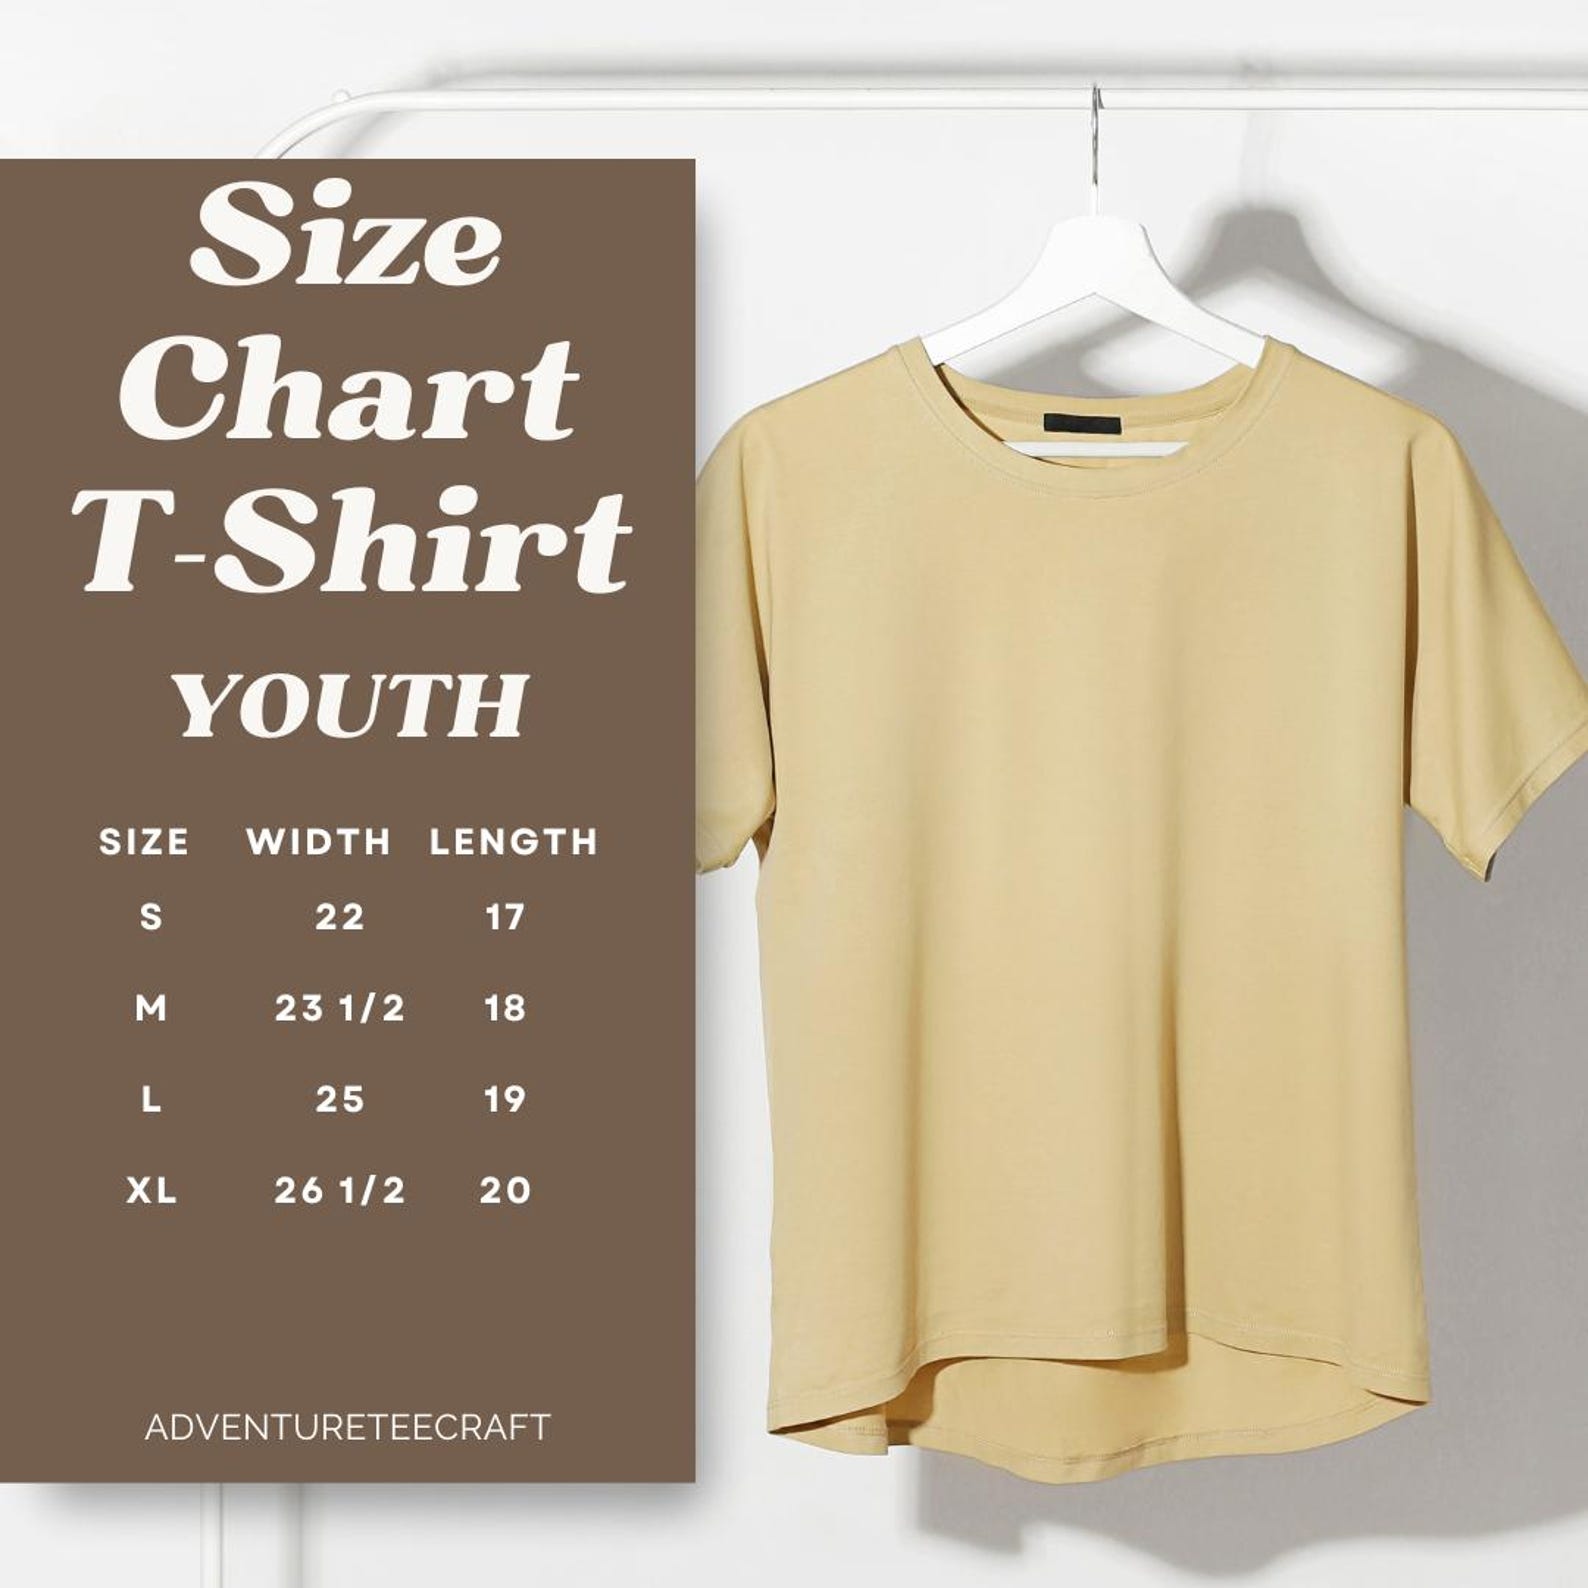 Size
Chart
T-Shirt
YOUTH
SIZE WIDTH LENGTH
S 22 17
M 23 1/2 18
L 25 19
XL 26 1/2 20
ADVENTURETEECRAFT